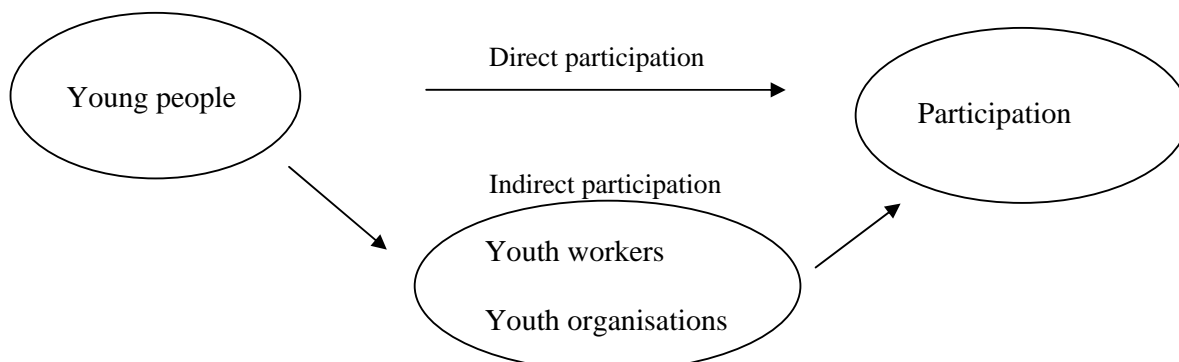 Direct participation
Young people
Participation
Indirect participation
Youth workers
Youth organisations